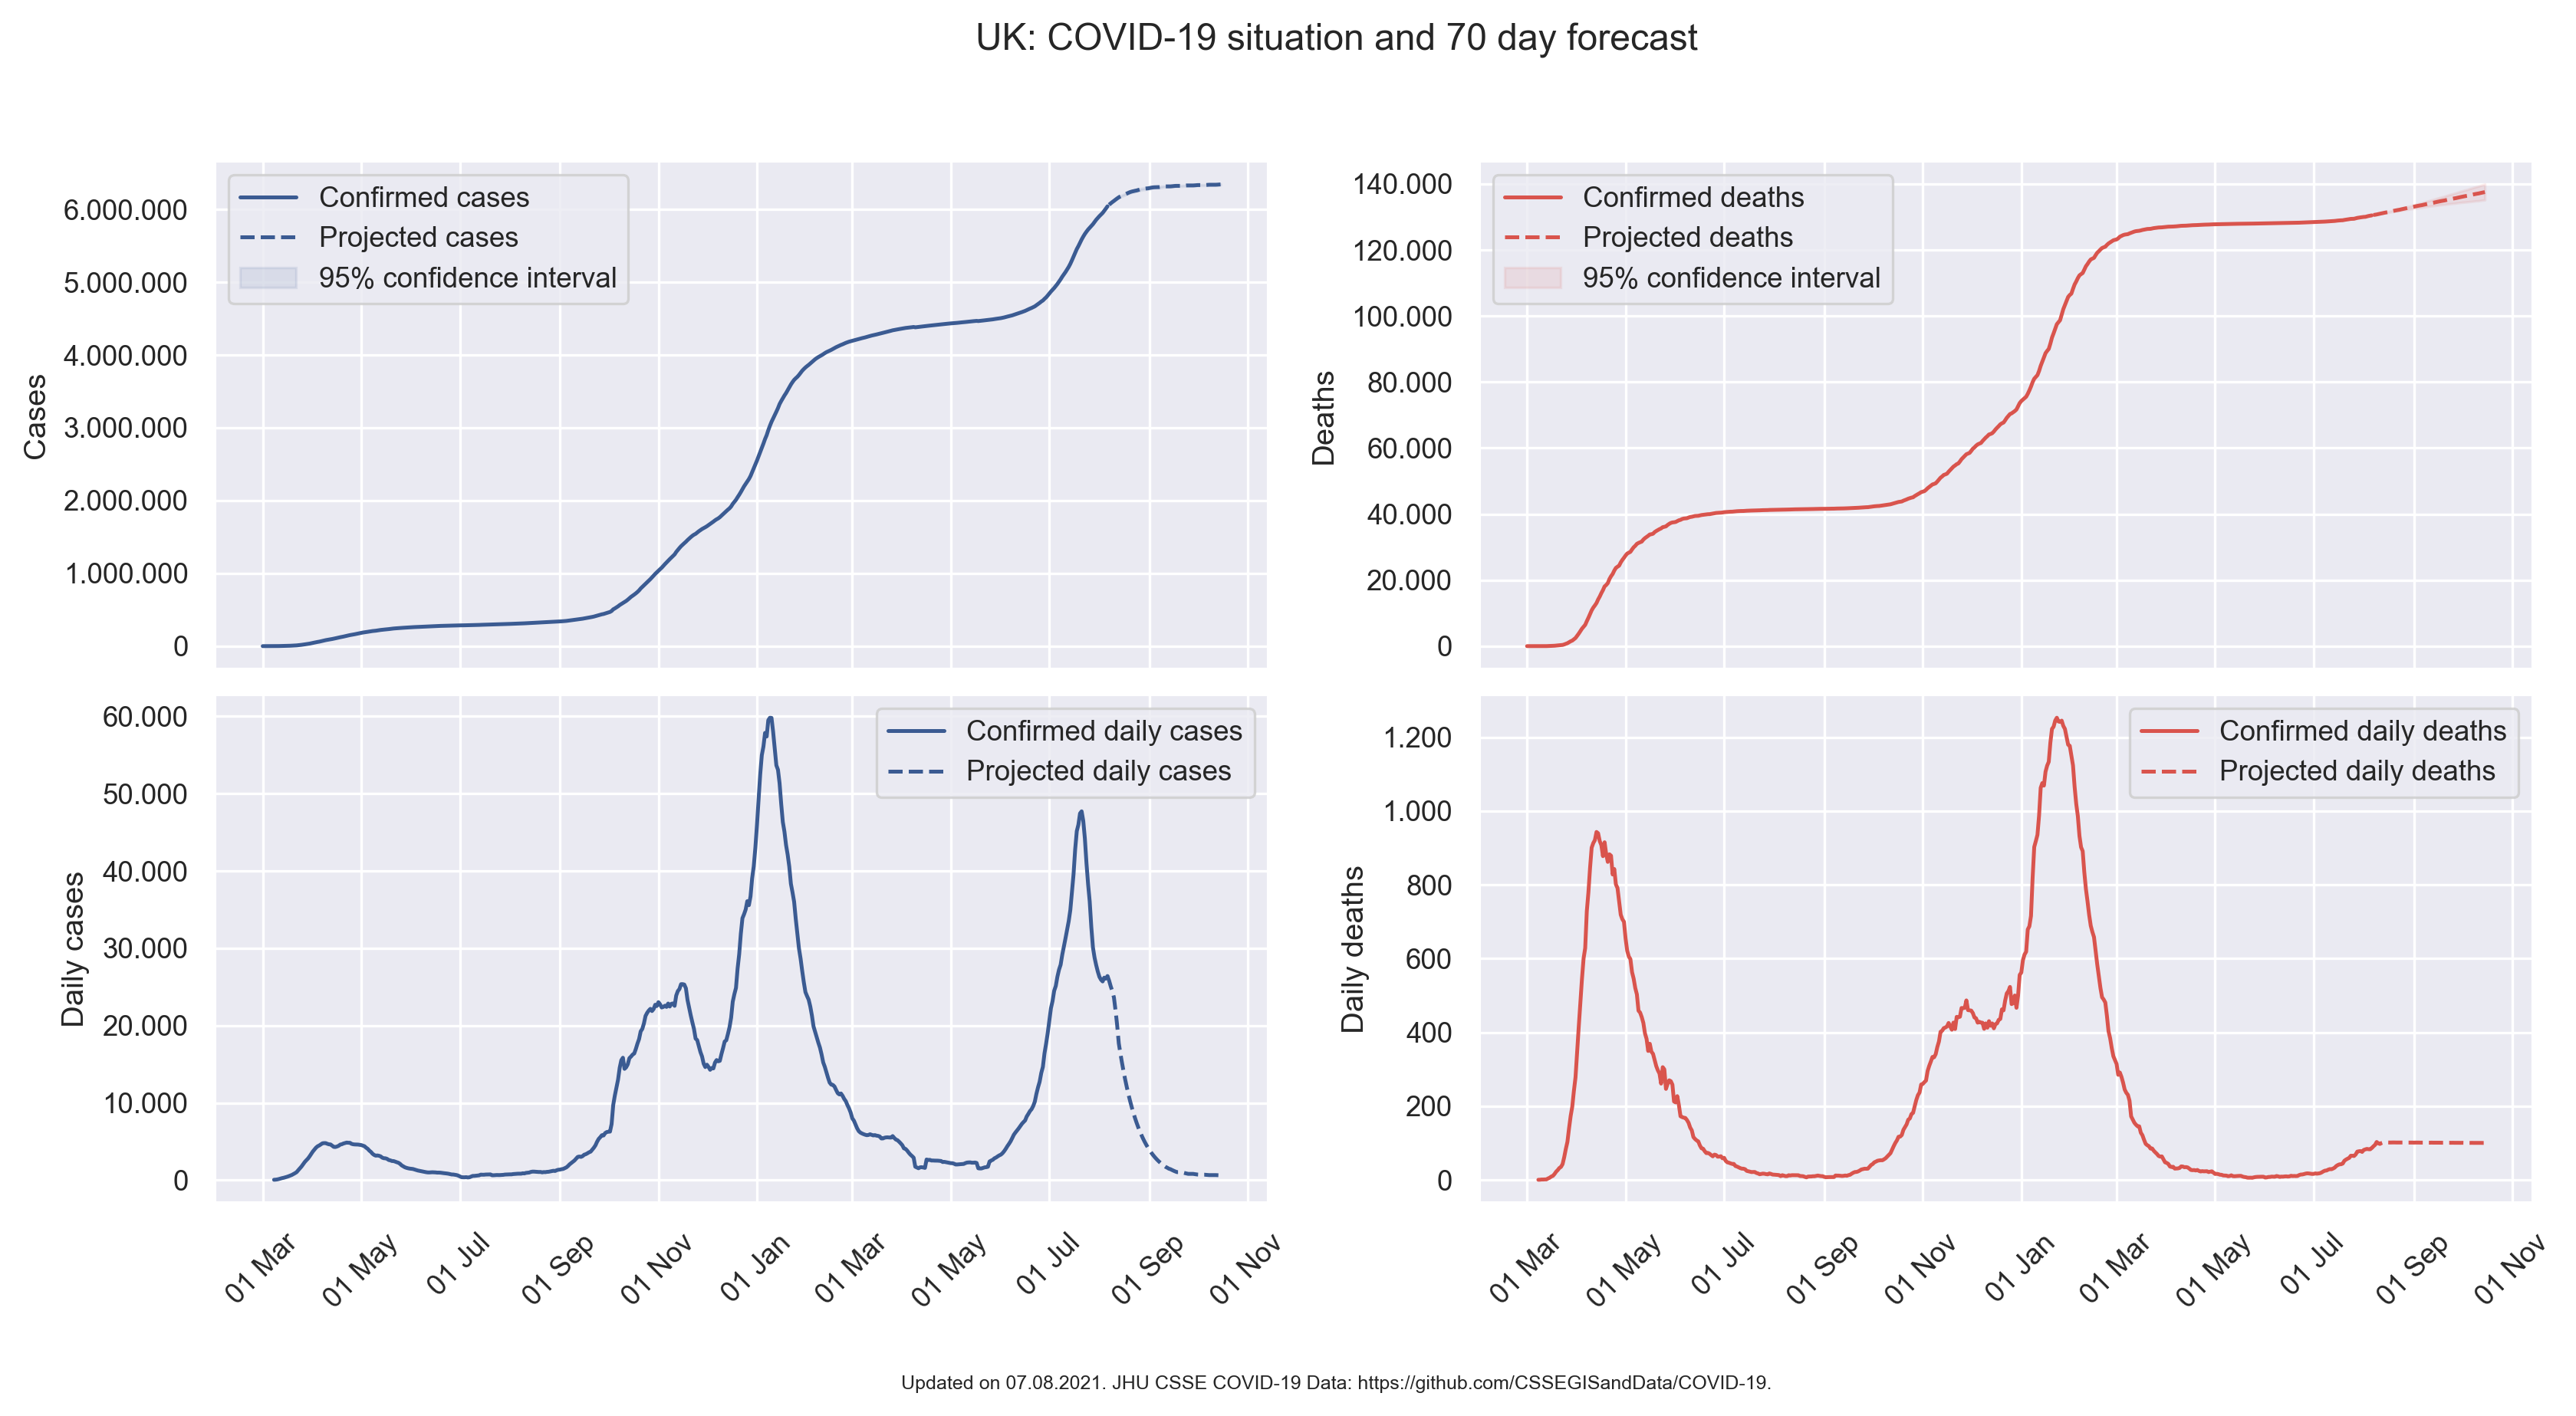 UK: COVID-19 situation and 70 day forecast
Confirmed cases
Projected cases
95% confidence interval
Cases
6.000.000
5.000.000
4.000.000
3.000.000
2.000.000
1.000.000
0
Confirmed deaths
Projected deaths
95% confidence interval
Deaths
140.000
120.000
100.000
80.000
60.000
40.000
20.000
0
Confirmed daily cases
Projected daily cases
Daily cases
60.000
50.000
40.000
30.000
20.000
10.000
0
01 Mar
01 May
01 Jul
01 Sep
01 Nov
01 Jan
01 Mar
01 May
01 Jul
01 Sep
01 Nov
Confirmed daily deaths
Projected daily deaths
Daily deaths
1.200
1.000
800
600
400
200
0
01 Mar
01 May
01 Jul
01 Sep
01 Nov
01 Jan
01 Mar
01 May
01 Jul
01 Sep
01 Nov
Updated on 07.08.2021. JHU CSSE COVID-19 Data: https://github.com/CSSEGISandData/COVID-19.